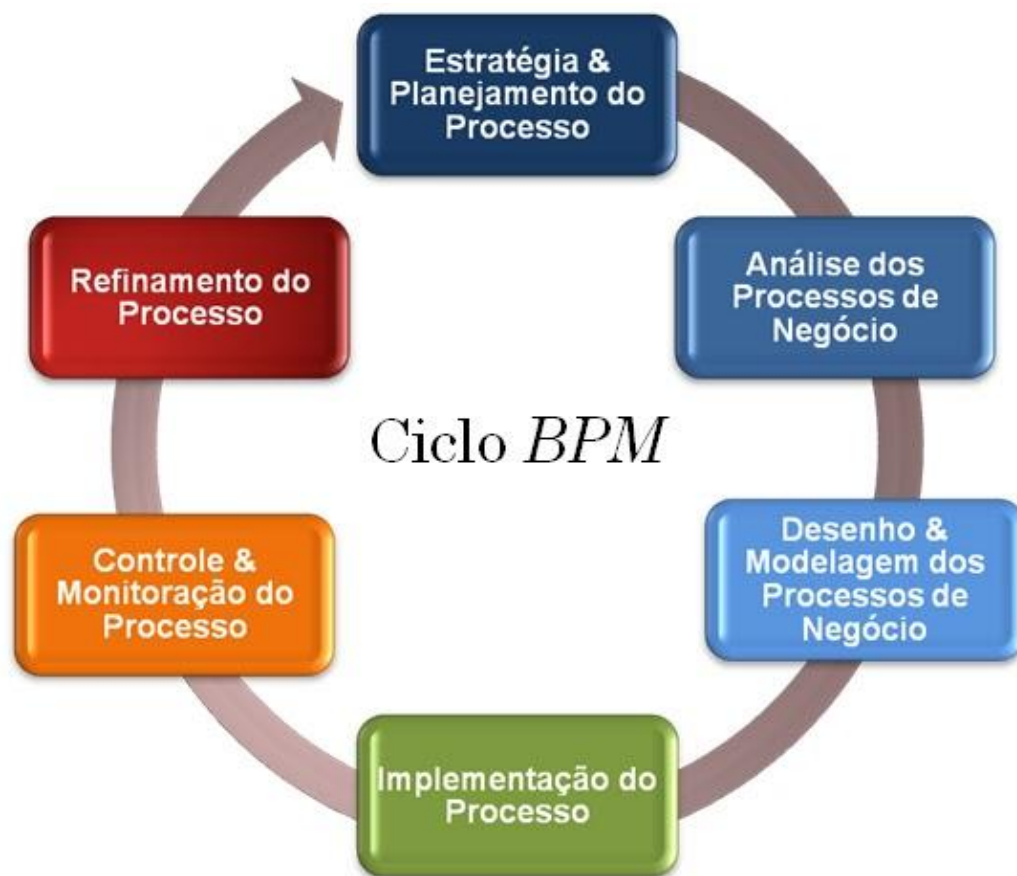 Estratégia &
Planejamento do
Processo
Análise dos
Processos de
Negócio
Desenho &
Modelagem dos
Processos de
Negócio
Implementação do
Processo
Controle &
Monitoração do
Processo
Refinamento do
Processo
Ciclo BPM